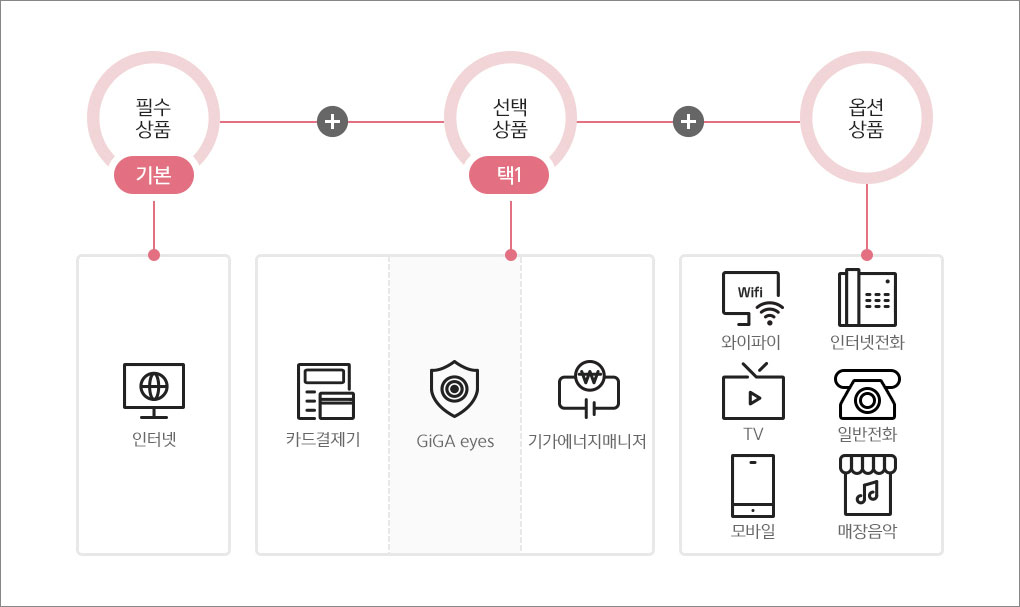 필수
상품
기본
선택
상품
택1
옵션
상품
인터넷
카드결제기
GiGA eyes
기가에너지매니저
Wifi
와이파이
인터넷전화
TV
일반전화
모바일
매장음악